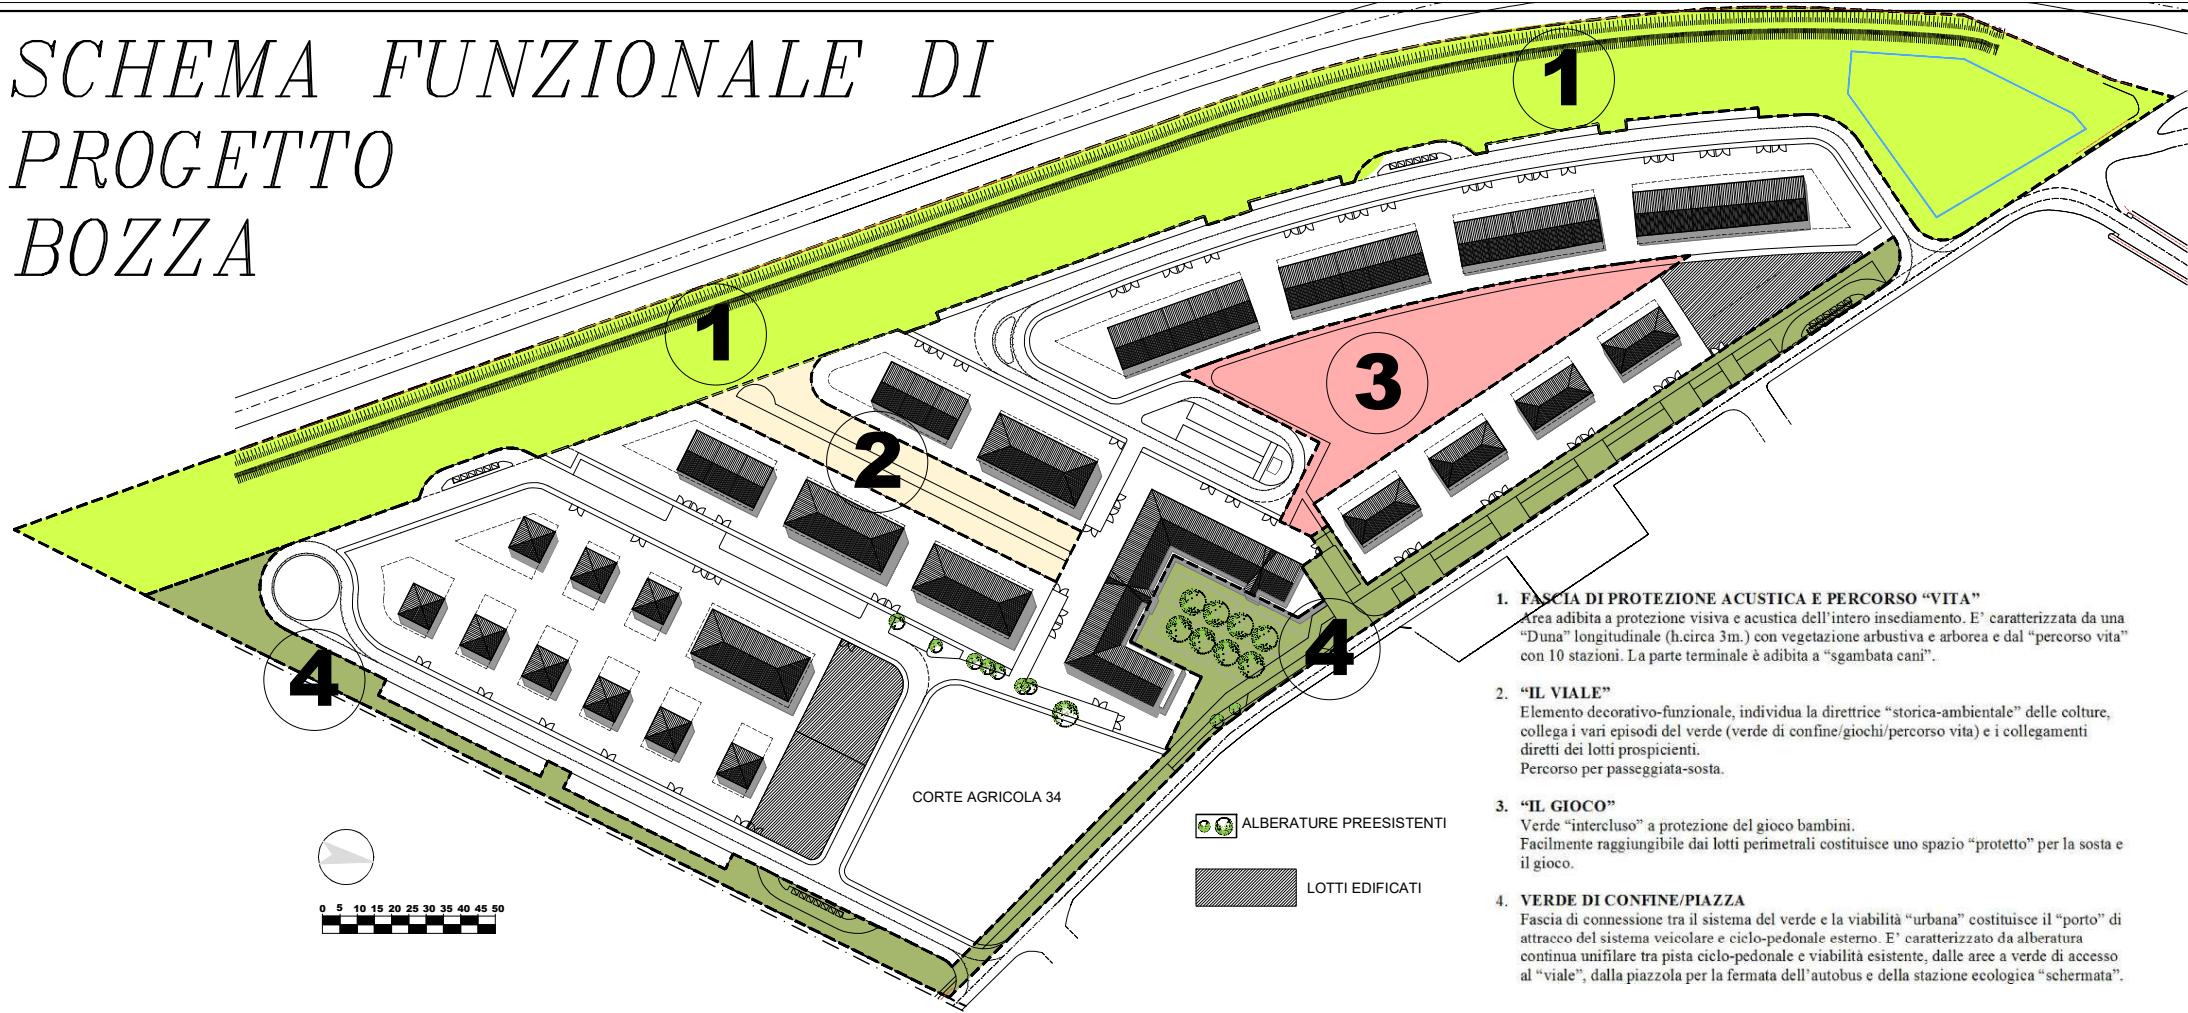 SCHEMA FUNZIONALE DI
PROGETTO
BOZZA
1
1
2
3
4
4
CORTE AGRICOLA 34
0 5 10 15 20 25 30 35 40 45 50
ALBERATURE PREESISTENTI
LOTTI EDIFICATI
1. FASCIA DI PROTEZIONE ACUSTICA E PERCORSO “VITA”
Area adibita a protezione visiva e acustica dell’intero insediamento. E’ caratterizzata da una
“Duna” longitudinale (h.circa 3m.) con vegetazione arbustiva e arborea e dal “percorso vita”
con 10 stazioni. La parte terminale è adibita a “sgambata cani”.
2. “IL VIALE”
Elemento decorativo-funzionale, individua la direttrice “storica-ambientale” delle colture,
collega i vari episodi del verde (verde di confine/giochi/percorso vita) e i collegamenti
diretti dei lotti prospicienti.
Percorso per passeggiata-sosta.
3. “IL GIOCO”
Verde “intercluso” a protezione del gioco bambini.
Facilmente raggiungibile dai lotti perimetrali costituisce uno spazio “protetto” per la sosta e
il gioco.
4. VERDE DI CONFINE/PIAZZA
Fascia di connessione tra il sistema del verde e la viabilità “urbana” costituisce il “porto” di
attracco del sistema veicolare e ciclo-pedonale esterno. E’ caratterizzato da alberatura
continua unifilare tra pista ciclo-pedonale e viabilità esistente, dalle aree a verde di accesso
al “viale”, dalla piazzola per la fermata dell’autobus e della stazione ecologica “schermata”.